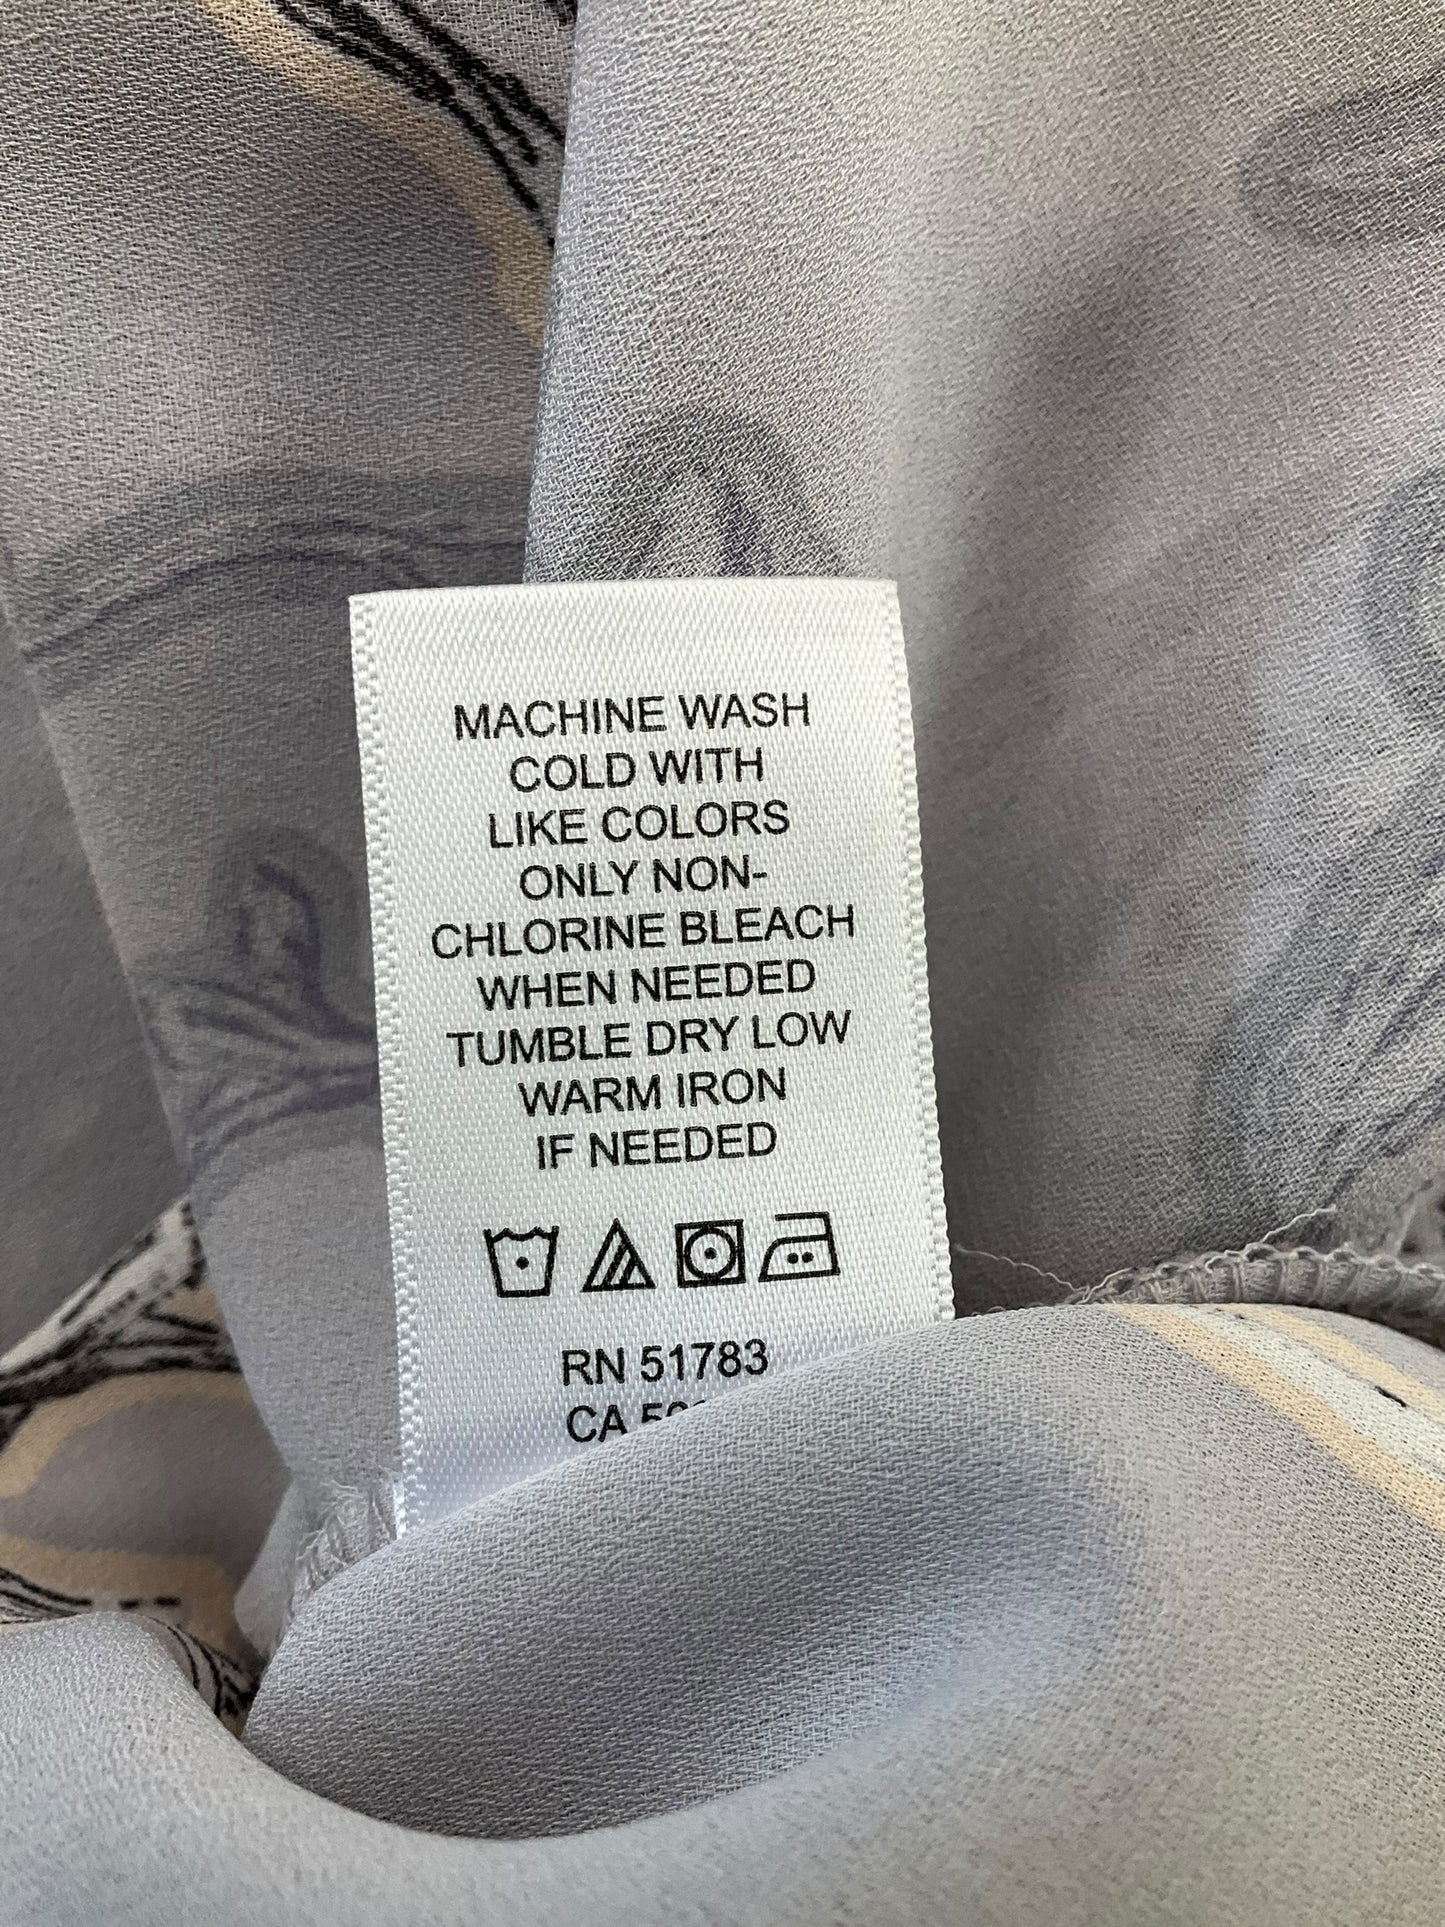 MACHINE WASH
COLD WITH
LIKE COLORS
ONLY NON-
CHLORINE BLEACH
WHEN NEEDED
TUMBLE DRY LOW
WARM IRON
IF NEEDED
RN 51783
CA